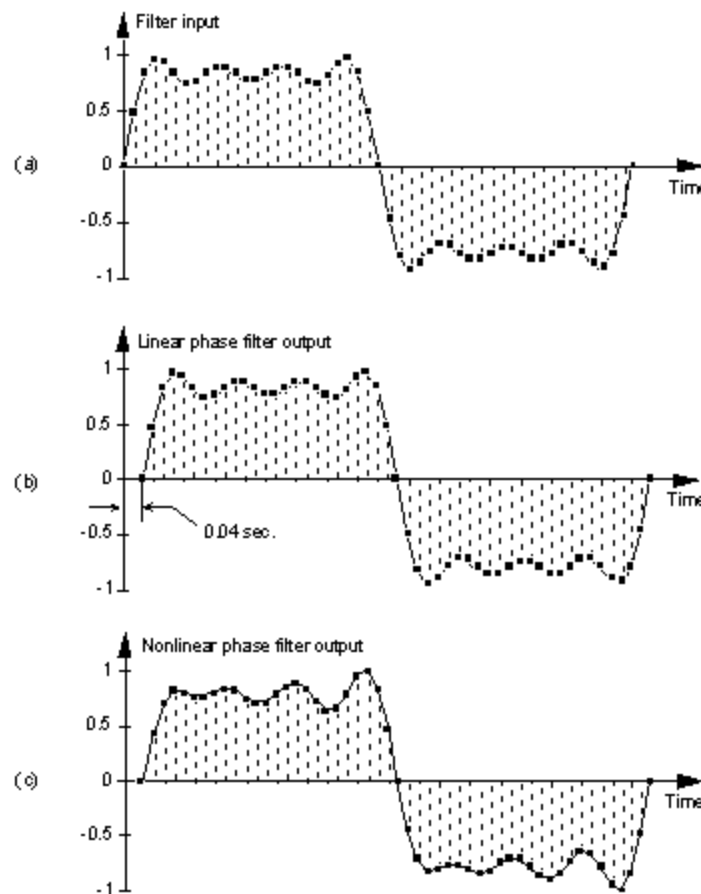 Filter input
1
0.5
(a)
0
Time
-0.5
-1
Linear phase filter output
1
0.5
(b)
0
Time
-0.5
0.04 sec.
-1
Nonlinear phase filter output
1
0.5
(c)
0
Time
-0.5
-1